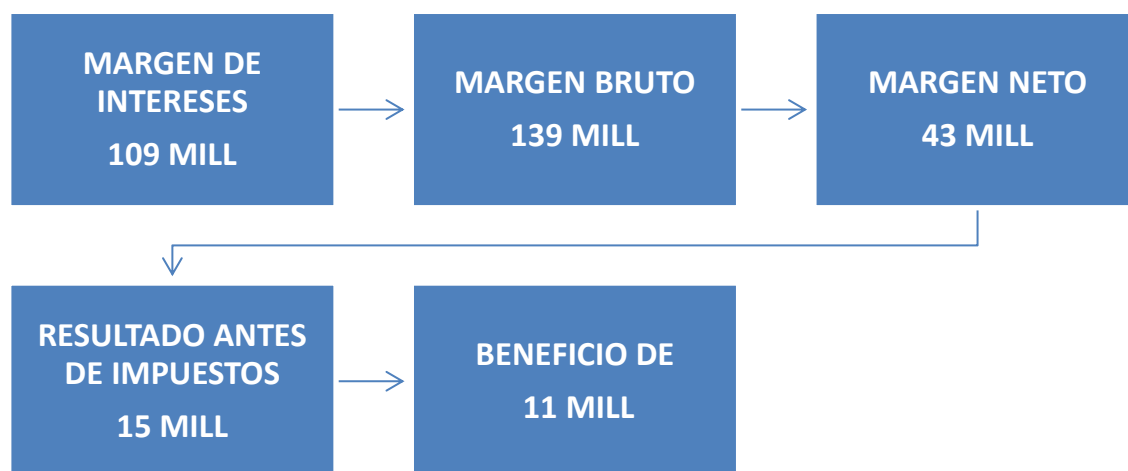 MARGEN DE
INTERESES
109 MILL
MARGEN BRUTO
139 MILL
MARGEN NETO
43 MILL
RESULTADO ANTES
DE IMPUESTOS
15 MILL
BENEFICIO DE
11 MILL